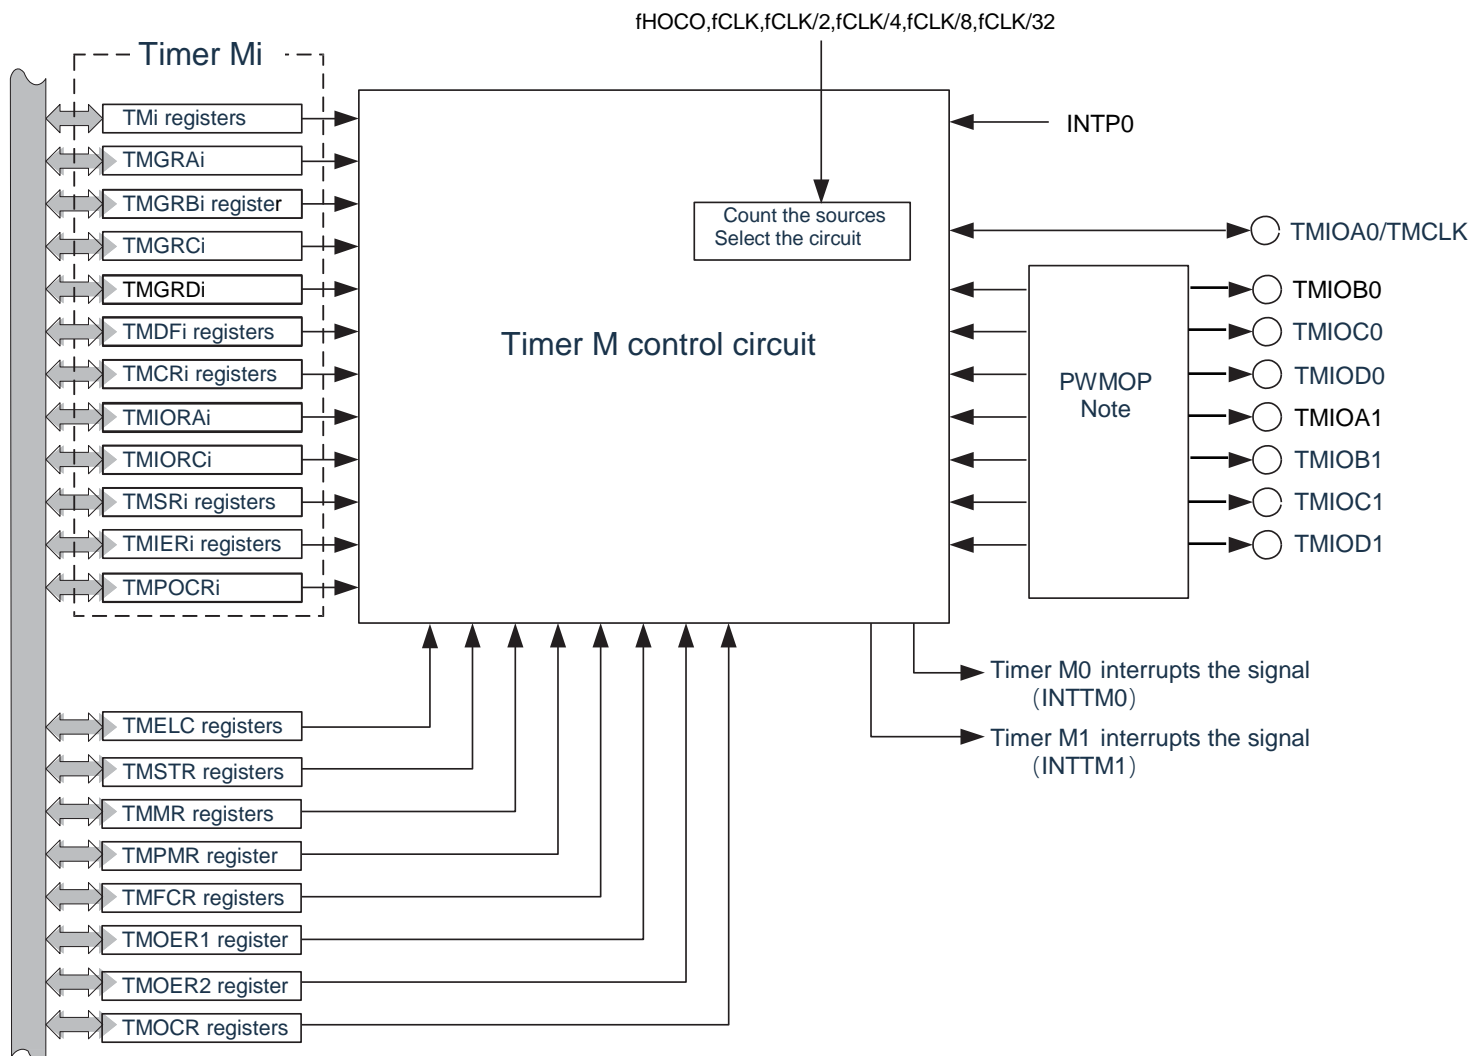 fHOCO,fCLK,fCLK/2,fCLK/4,fCLK/8,fCLK/32
Timer Mi
TMi registers
TMGRAi
TMGRBi register
TMGRCi
TMGRDi
TMDFi registers
TMCRi registers
TMIORAi
TMIORCi
TMSRi registers
TMIERi registers
TMPOCRi
Count the sources
Select the circuit
Timer M control circuit
INTP0
TMIOA0/TMCLK
PWMOP
Note
TMIOB0
TMIOC0
TMIOD0
TMIOA1
TMIOB1
TMIOC1
TMIOD1
Timer M0 interrupts the signal
（INTTM0）
Timer M1 interrupts the signal
（INTTM1）
TMELC registers
TMSTR registers
TMMR registers
TMPMR register
TMFCR registers
TMOER1 register
TMOER2 register
TMOCR registers